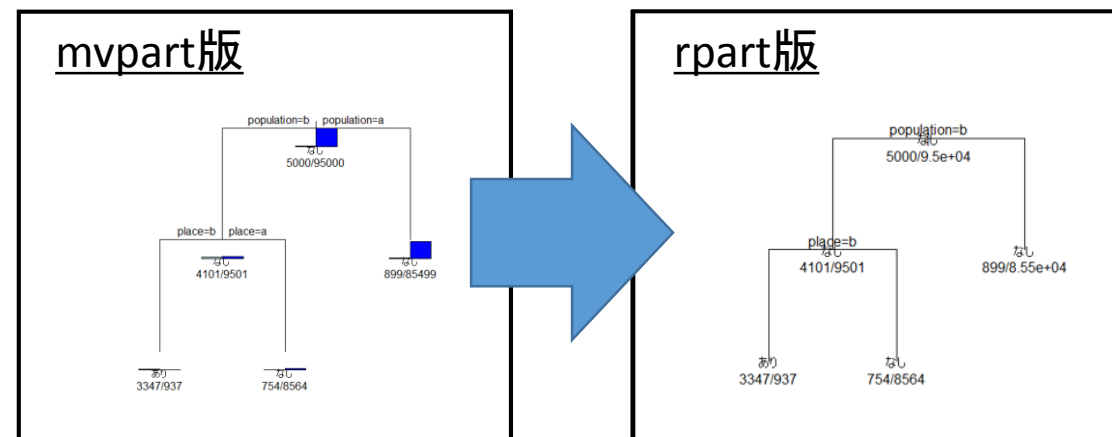 mvpart版
population=b population=a
なし
5000/95000
place=b place=a
なし
4101/9501
なし
899/85499
あり
3347/937
なし
754/8564
rpart版
population=b
なし
5000/9.5e+04
place=b
なし
4101/9501
なし
899/8.55e+04
あり
3347/937
なし
754/8564